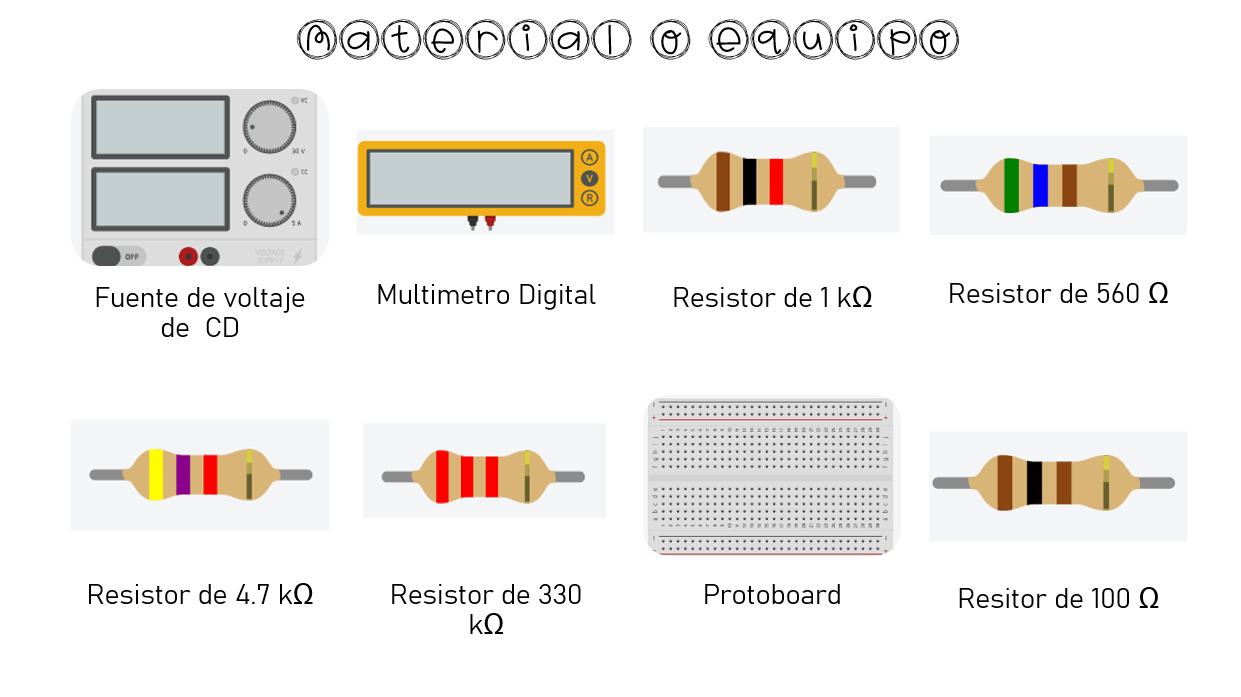 Material o equipo
VC
0 30 V
CC
0 5 A
OFF
VOLTAGE
SUPPLY
A
V
R
Fuente de voltaje
de CD
Multimetro Digital
Resistor de 1 kΩ
Resistor de 560 Ω
Resistor de 4.7 kΩ
Resistor de 330
kΩ
Protoboard
Resitor de 100 Ω